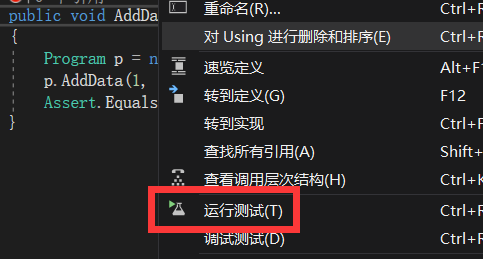 public void AddDa
{
Program p = n
p.AddData(1,
Assert.Equals
}
重命名(R)... Ctrl+
对 Using 进行删除和排序(E) Ctrl+
速览定义 Alt+F
转到定义(G) F12
转到实现 Ctrl+
查找所有引用(A) Shift+
查看调用层次结构(H) Ctrl+
运行测试(T) Ctrl+
调试测试(D) Ctrl+